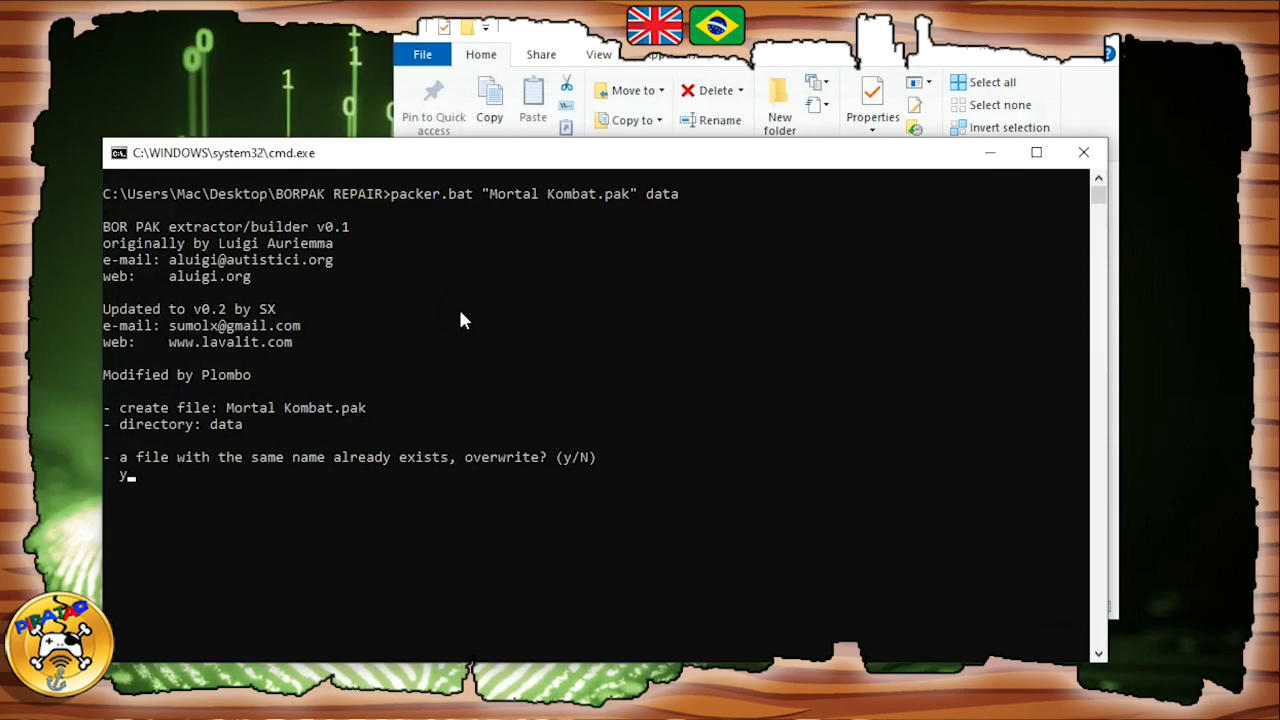 File
Home
Share
View
Pin to Quick access
Copy
Paste
Move to
Copy to
Delete
Rename
New folder
Properties
Select all
Select none
Invert selection
C:\WINDOWS\system32\cmd.exe
C:\Users\Mac\Desktop\BORPAK REPAIR>packer.bat "Mortal Kombat.pak" data
BOR PAK extractor/builder v0.1
originally by Luigi Auriemma
e-mail: aluigi@autistici.org
web: aluigi.org
Updated to v0.2 by SX
e-mail: sumolx@gmail.com
web: www.lavalit.com
Modified by Plombo
- create file: Mortal Kombat.pak
- directory: data
- a file with the same name already exists, overwrite? (y/N)
y
PIRATAG